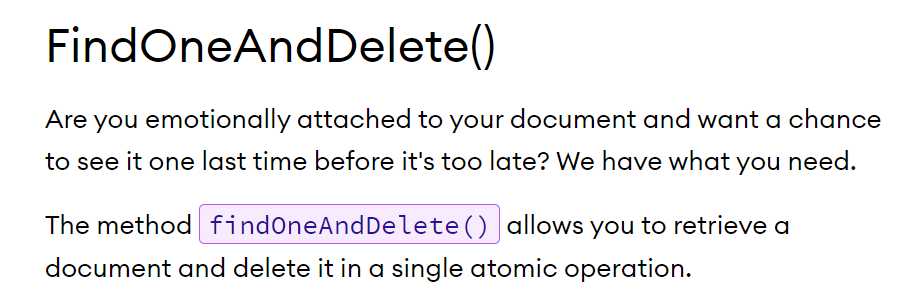 FindOneAndDelete()
Are you emotionally attached to your document and want a chance
to see it one last time before it's too late? We have what you need.
The method findOneAndDelete() allows you to retrieve a
document and delete it in a single atomic operation.